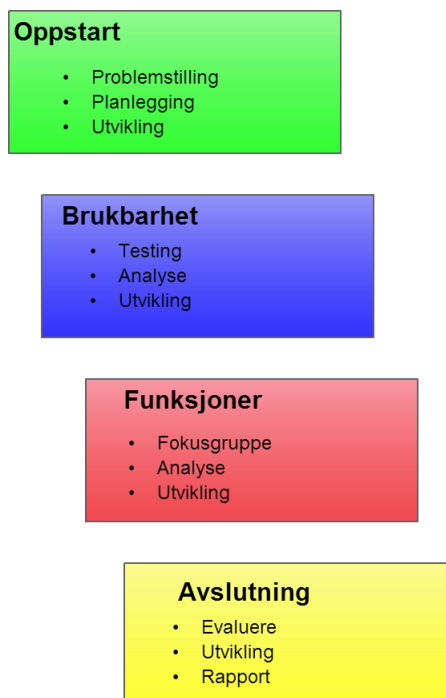 Oppstart
• Problemstilling
• Planlegging
• Utvikling
Brukbarhet
• Testing
• Analyse
• Utvikling
Funksjoner
• Fokusgruppe
• Analyse
• Utvikling
Avslutning
• Evaluere
• Utvikling
• Rapport